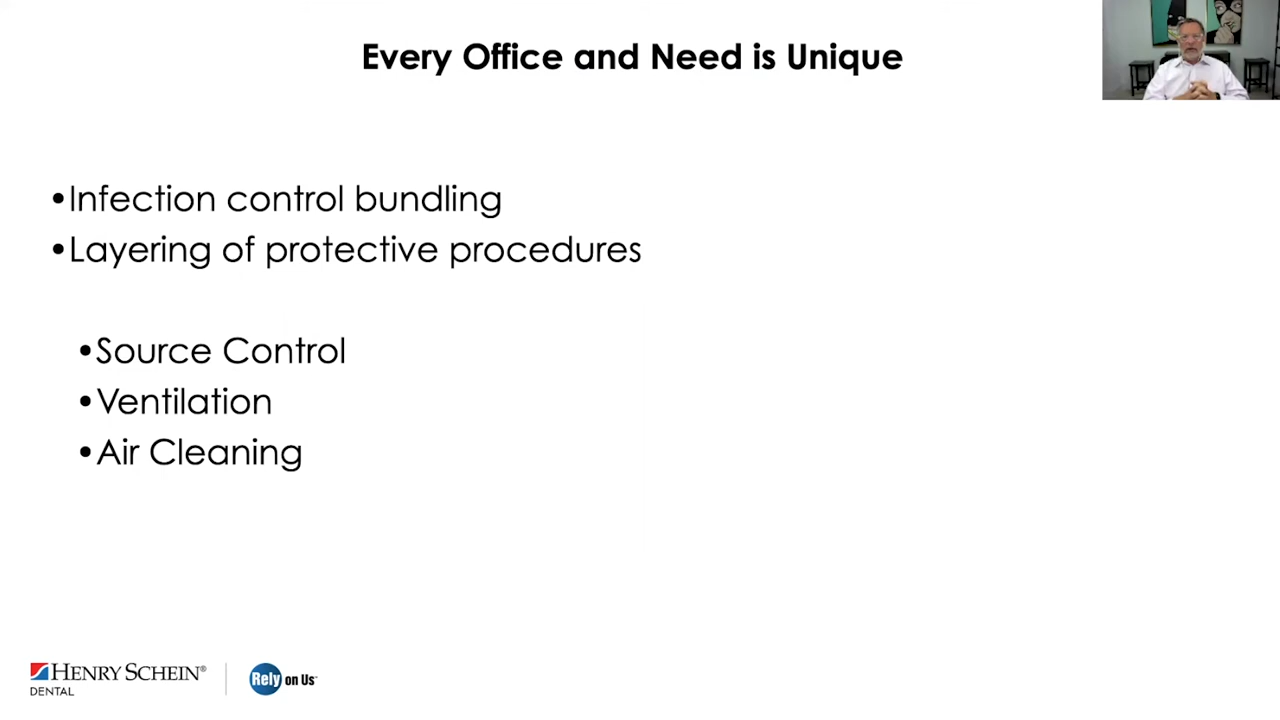 Every Office and Need is Unique
•Infection control bundling
•Layering of protective procedures
•Source Control
•Ventilation
•Air Cleaning
HENRY SCHEIN®
DENTAL
Rely on Us™